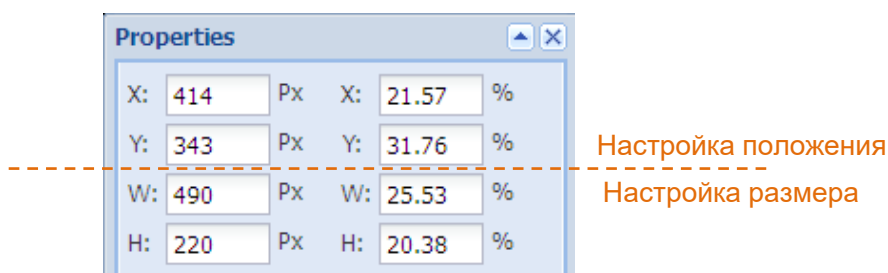 Properties
X: 414 Px X: 21.57 %
Y: 343 Px Y: 31.76 %
Настройка положения
W: 490 Px W: 25.53 %
Настройка размера
H: 220 Px H: 20.38 %